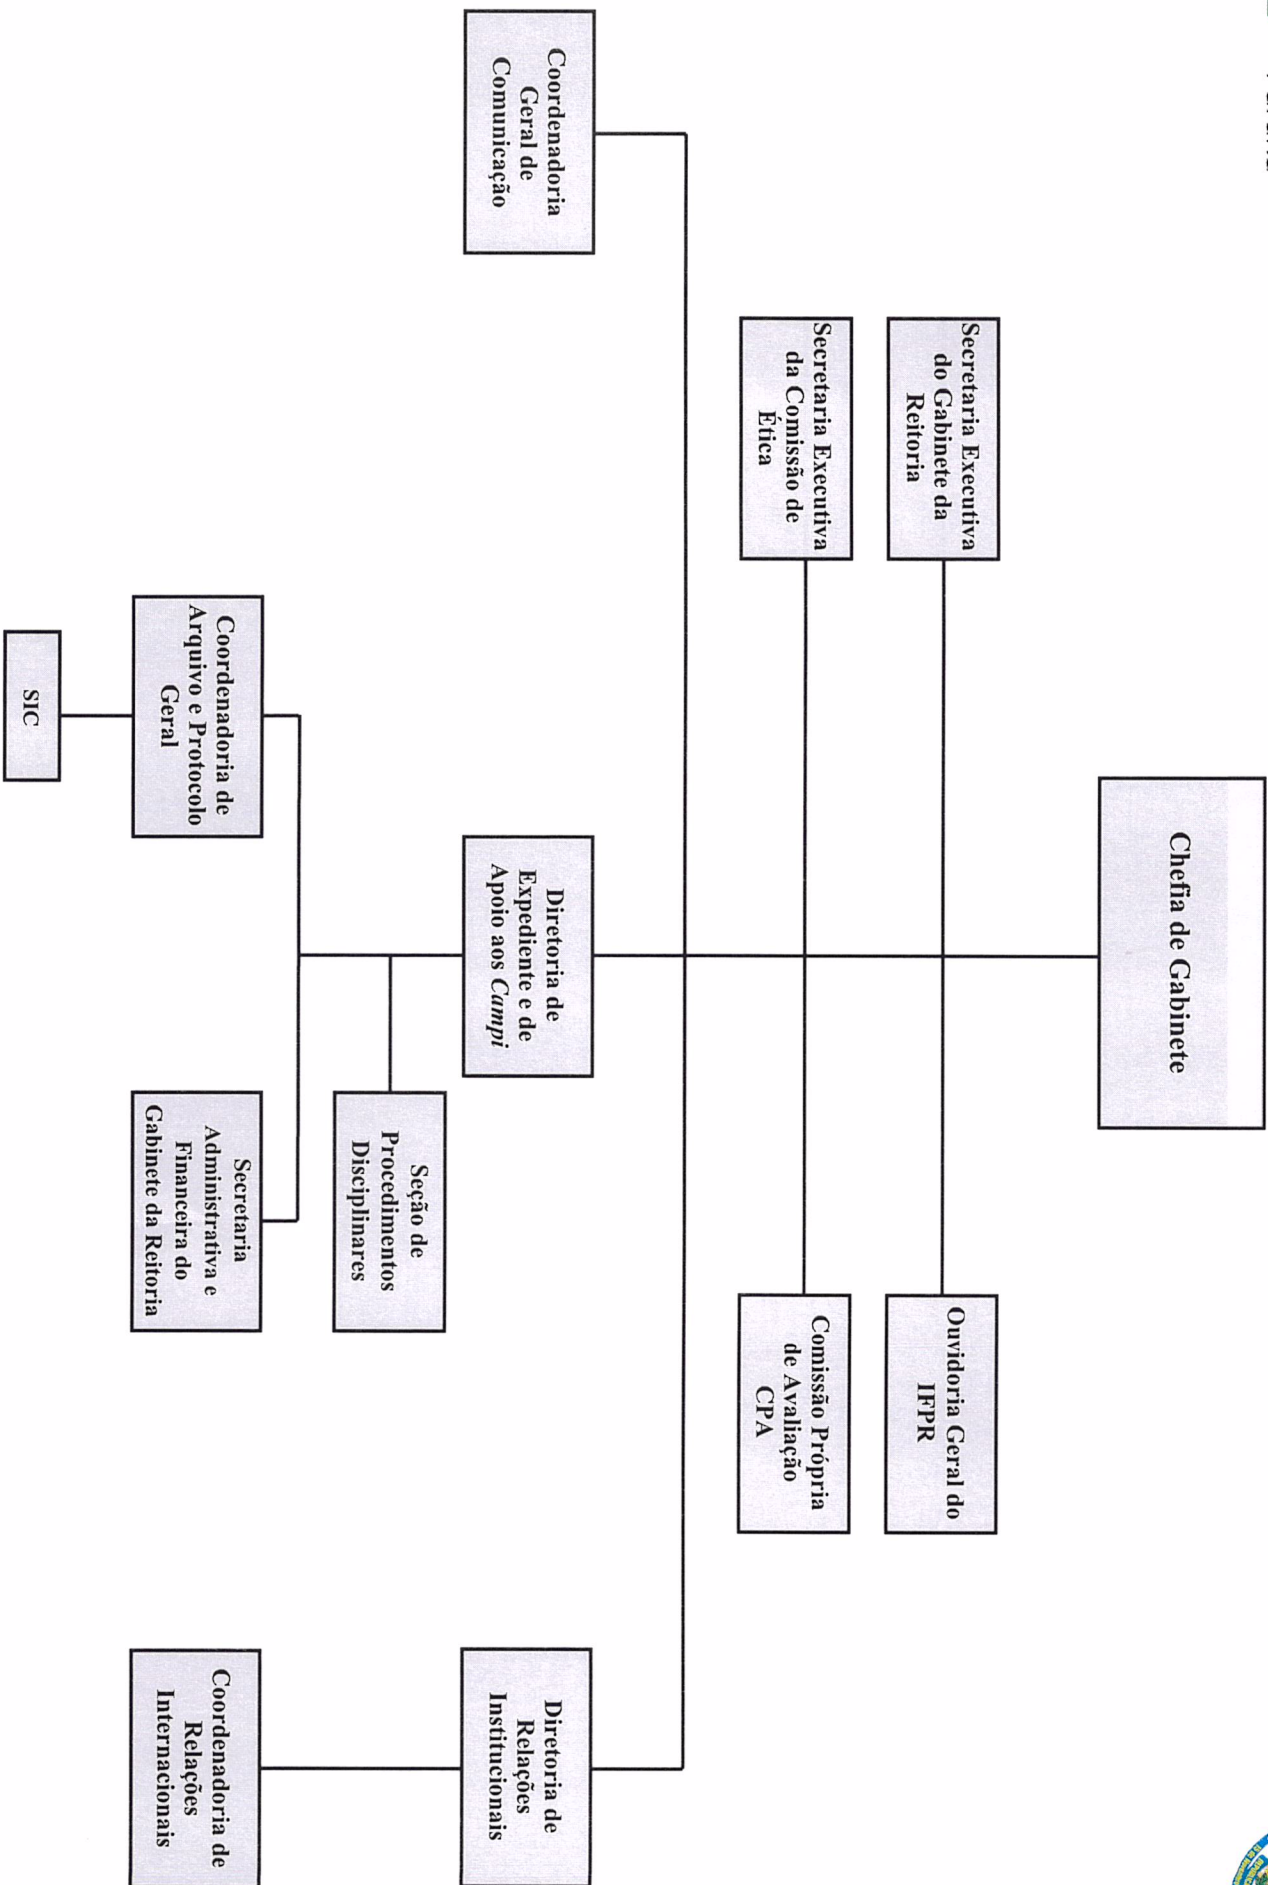 Chefia de Gabinete
Secretaria Executiva
do Gabinete da
Reitoria
Ouvidoria Geral do
IFPR
Secretaria Executiva
da Comissão de
Ética
Comissão Própria
de Avaliação
CPA
Coordenadoria
Geral de
Comunicação
Diretoria de
Expediente e de
Apoio aos Campi
Diretoria de
Relações
Institucionais
Seção de
Procedimentos
Disciplinares
Coordenadoria de
Arquivo e Protocolo
Geral
Secretaria
Administrativa e
Financeira do
Gabinete da Reitoria
Coordenadoria de
Relações
Internacionais
SIC